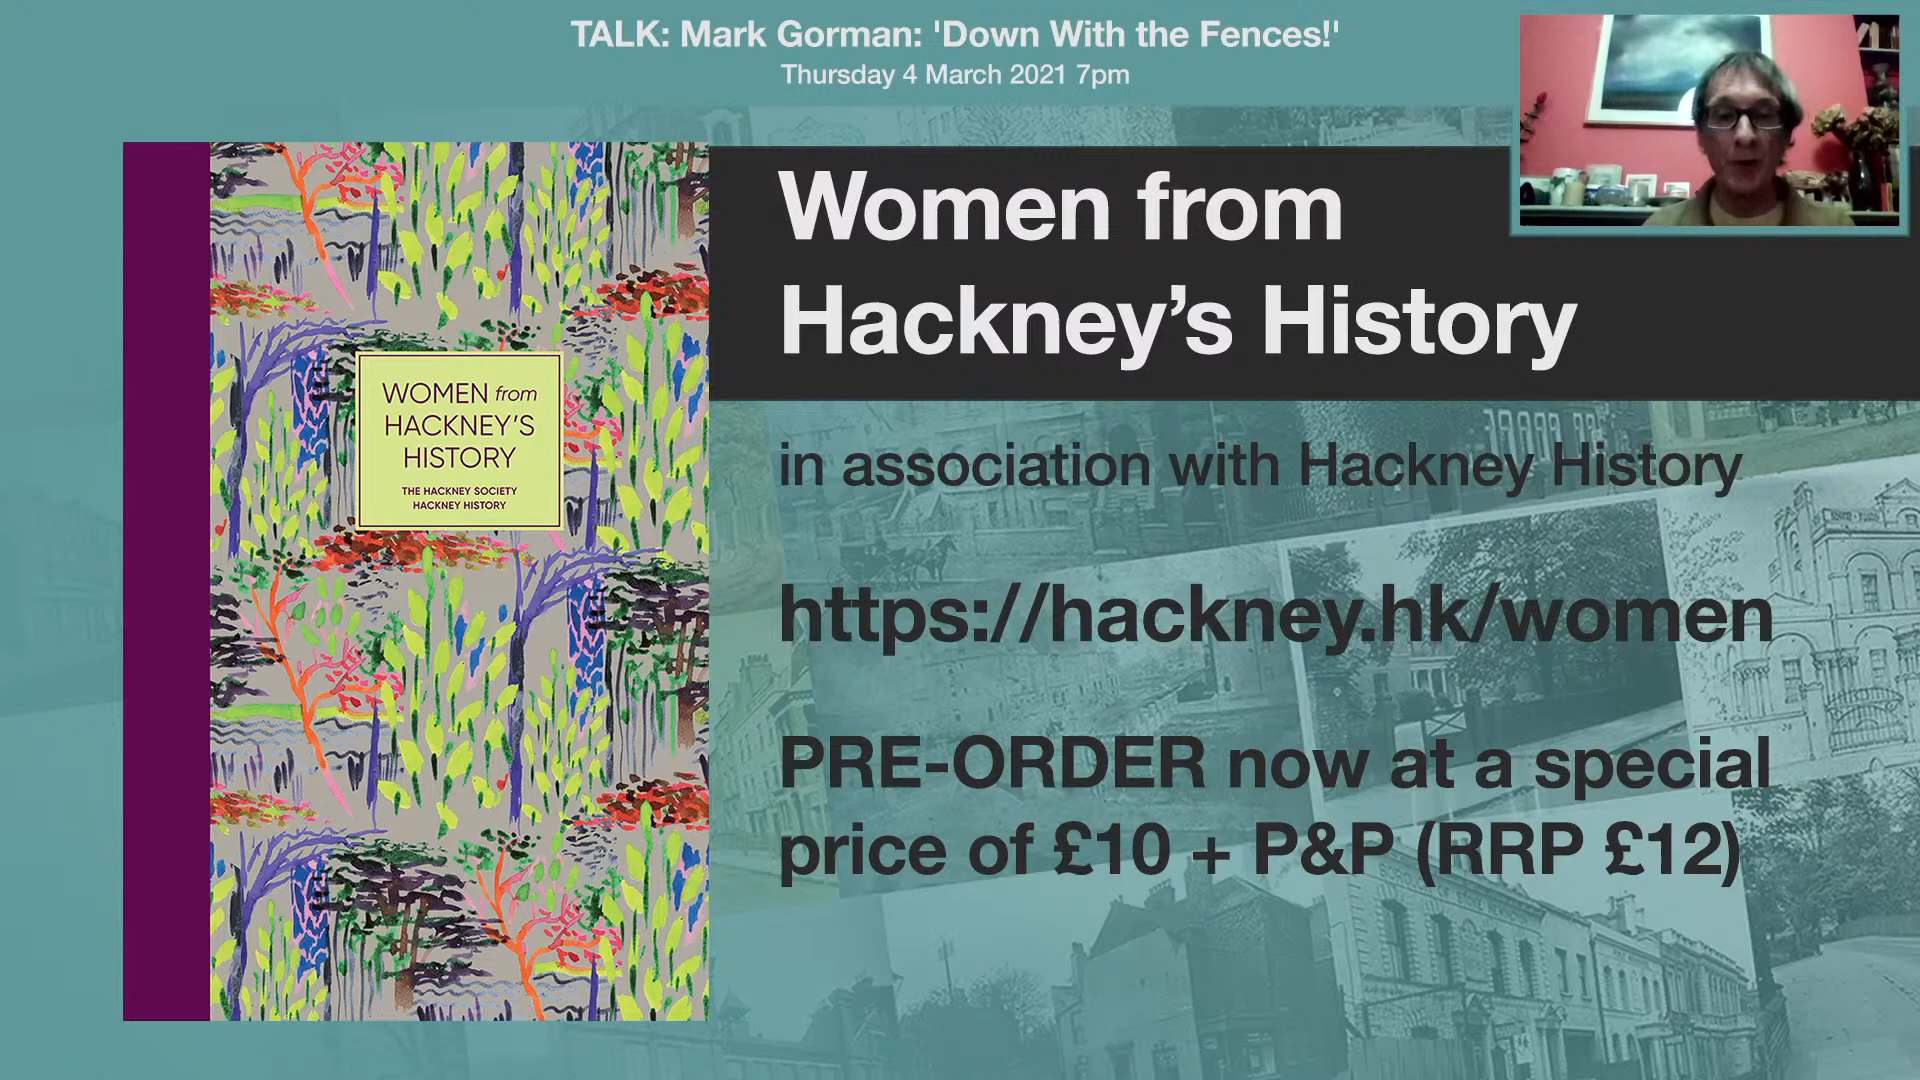 TALK: Mark Gorman: 'Down With the Fences!'
Thursday 4 March 2021 7pm
WOMEN from
HACKNEY'S
HISTORY
THE HACKNEY SOCIETY
HACKNEY HISTORY
Women from
Hackney’s History
in association with Hackney History
https://hackney.hk/women
PRE-ORDER now at a special
price of £10 + P&P (RRP £12)